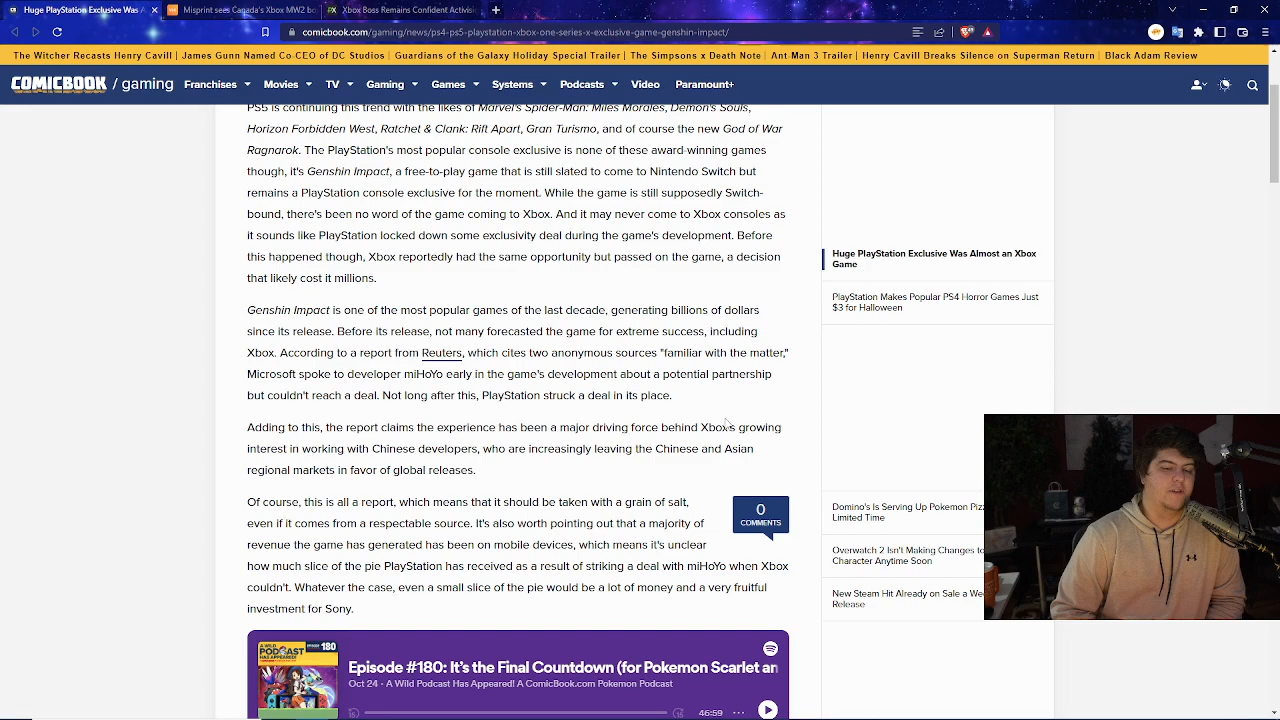 Huge PlayStation Exclusive Was A
Misprint sees Canada's Xbox MW2 bo
Xbox Boss Remains Confident Activisi
comicbook.com/gaming/news/ps4-ps5-playstation-xbox-one-series-x-exclusive-game-genshin-impact/
The Witcher Recasts Henry Cavill | James Gunn Named Co-CEO of DC Studios | Guardians of the Galaxy Holiday Special Trailer | The Simpsons x Death Note | Ant-Man 3 Trailer | Henry Cavill Breaks Silence on Superman Return | Black Adam Review
COMICBOOK / gaming Franchises Movies TV Gaming Games Systems Podcasts Video Paramount+
PS5 is continuing this trend with the likes of Marvel's Spider-Man: Miles Morales, Demon's Souls,
Horizon Forbidden West, Ratchet & Clank: Rift Apart, Gran Turismo, and of course the new God of War
Ragnarok. The PlayStation's most popular console exclusive is none of these award-winning games
though, it's Genshin Impact, a free-to-play game that is still slated to come to Nintendo Switch but
remains a PlayStation console exclusive for the moment. While the game is still supposedly Switch-
bound, there's been no word of the game coming to Xbox. And it may never come to Xbox consoles as
it sounds like PlayStation locked down some exclusivity deal during the game's development. Before
this happened though, Xbox reportedly had the same opportunity but passed on the game, a decision
that likely cost it millions.
Genshin Impact is one of the most popular games of the last decade, generating billions of dollars
since its release. Before its release, not many forecasted the game for extreme success, including
Xbox. According to a report from Reuters, which cites two anonymous sources "familiar with the matter,"
Microsoft spoke to developer miHoYo early in the game's development about a potential partnership
but couldn't reach a deal. Not long after this, PlayStation struck a deal in its place.
Adding to this, the report claims the experience has been a major driving force behind Xbox's growing
interest in working with Chinese developers, who are increasingly leaving the Chinese and Asian
regional markets in favor of global releases.
Of course, this is all a report, which means that it should be taken with a grain of salt,
even if it comes from a respectable source. It's also worth pointing out that a majority of
revenue the game has generated has been on mobile devices, which means it's unclear
how much slice of the pie PlayStation has received as a result of striking a deal with miHoYo when Xbox
couldn't. Whatever the case, even a small slice of the pie would be a lot of money and a very fruitful
investment for Sony.
0
COMMENTS
Huge PlayStation Exclusive Was Almost an Xbox
Game
PlayStation Makes Popular PS4 Horror Games Just
$3 for Halloween
Domino's Is Serving Up Pokemon Piz
Limited Time
Overwatch 2 Isn't Making Changes to
Character Anytime Soon
New Steam Hit Already on Sale a We
Release
A WILD
PODCAST
HAS APPEARED!
EPISODE
180
Episode #180: It's the Final Countdown (for Pokemon Scarlet an
Oct 24 - A Wild Podcast Has Appeared! A ComicBook.com Pokemon Podcast
15
15
46:59